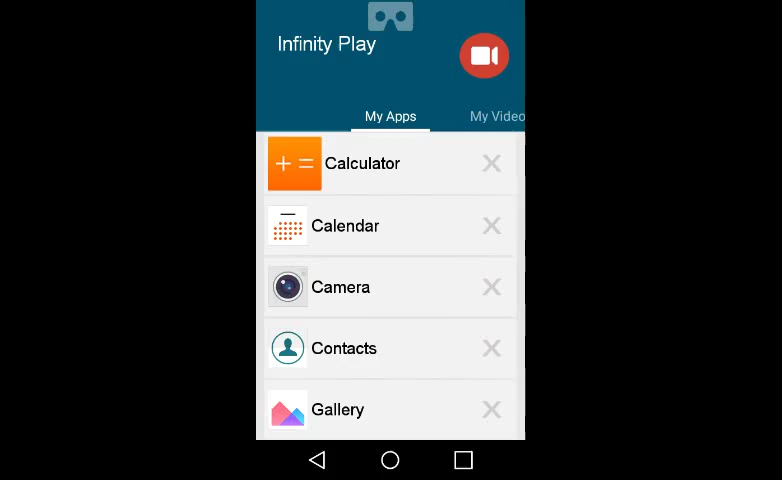 Infinity Play
My Apps
My Video
Calculator
Calendar
Camera
Contacts
Gallery